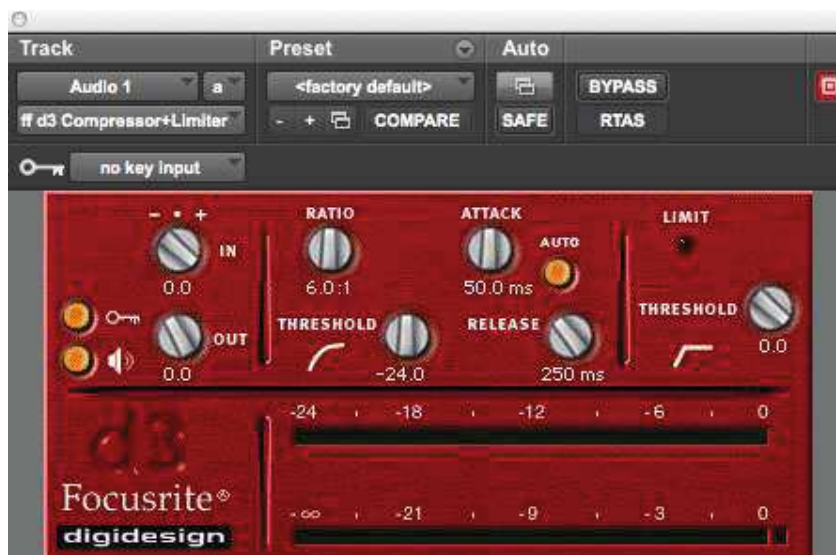 Track Preset Auto
Audio 1 a <factory default> BYPASS
ff d3 Compressor+Limiter - + COMPARE SAFE RTAS
no key input
- • + RATIO ATTACK LIMIT
IN AUTO
0.0 6.0:1 50.0 ms
THRESHOLD
OUT THRESHOLD RELEASE 0.0
0.0 -24.0 250 ms
d3 -24 -18 -12 -6 0
Focusrite®
-∞ -21 -9 -3 0
digidesign